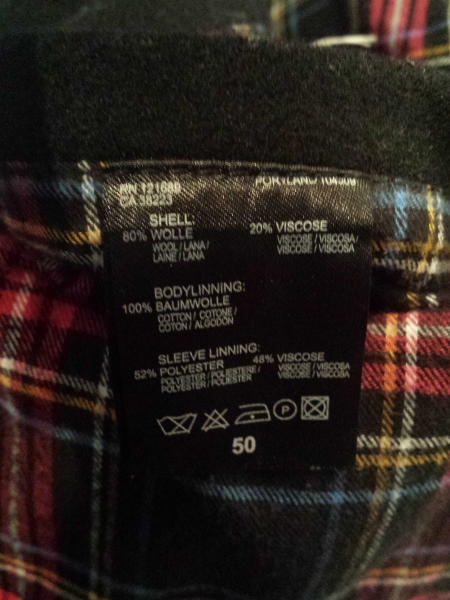 RN 121680 PORTLAND 104306
CA 38223
SHELL:
80% WOLLE 20% VISCOSE
WOOL / LANA / VISCOSE / VISCOSA /
LAINE / LANA VISCOSE / VISCOSA
BODYLINNING:
100% BAUMWOLLE
COTTON / COTONE /
COTON / ALGODON
SLEEVE LINNING:
52% POLYESTER 48% VISCOSE
POLYESTER / POLIESTERE / VISCOSE / VISCOSA
POLYESTER / POLIESTER VISCOSE / VISCOSA
P
50